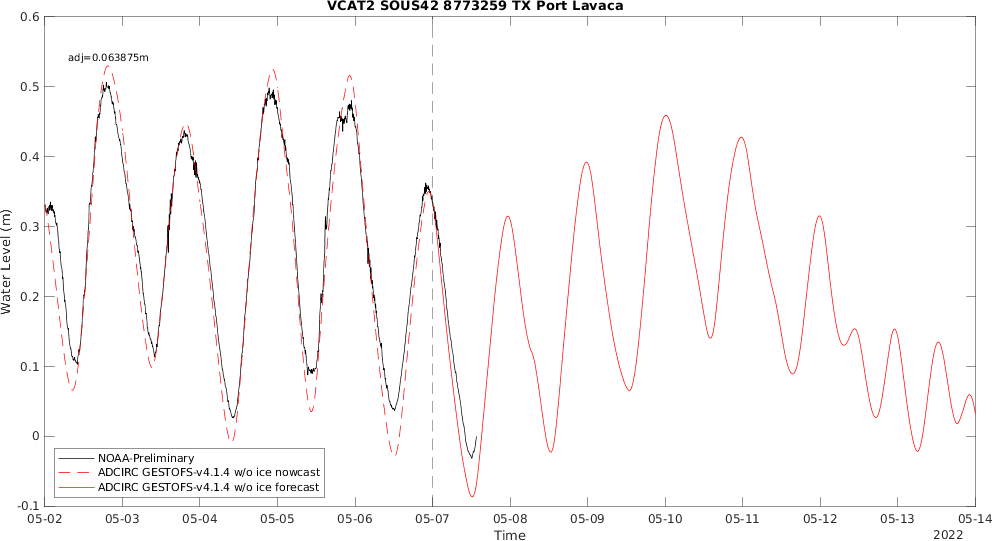 VCAT2 SOUS42 8773259 TX Port Lavaca
0.6
adj=0.063875m
0.5
0.4
0.3
0.2
0.1
0
-0.1
Water Level (m)
NOAA-Preliminary
ADCIRC GESTOFS-v4.1.4 w/o ice nowcast
ADCIRC GESTOFS-v4.1.4 w/o ice forecast
05-02 05-03 05-04 05-05 05-06 05-07 05-08 05-09 05-10 05-11 05-12 05-13 05-14
Time
2022